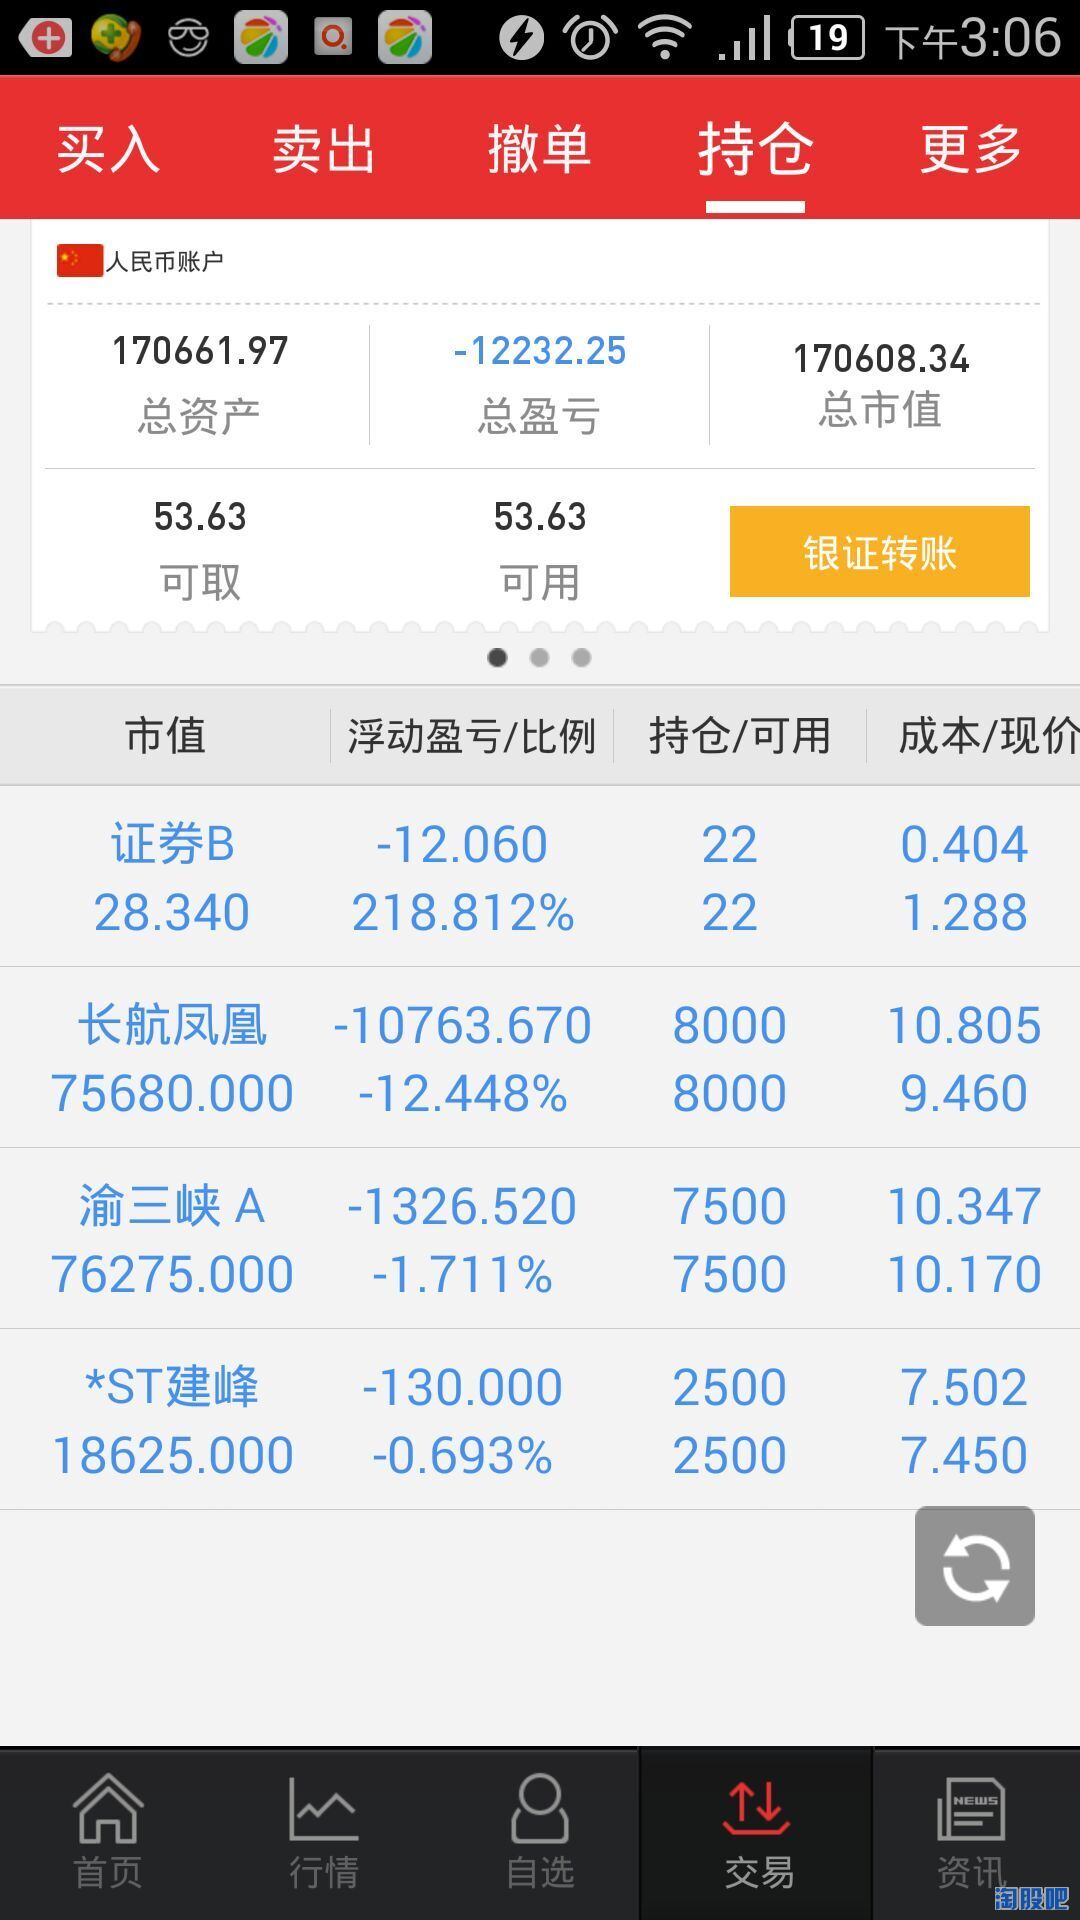 19 下午3:06
买入 卖出 撤单 持仓 更多
人民币账户
170661.97 -12232.25 170608.34
总资产 总盈亏 总市值
53.63 53.63 银证转账
可取 可用
市值 浮动盈亏/比例 持仓/可用 成本/现价
证券B -12.060 22 0.404
28.340 218.812% 22 1.288
长航凤凰 -10763.670 8000 10.805
75680.000 -12.448% 8000 9.460
渝三峡 A -1326.520 7500 10.347
76275.000 -1.711% 7500 10.170
*ST建峰 -130.000 2500 7.502
18625.000 -0.693% 2500 7.450
NEWS
首页 行情 自选 交易 资讯
淘股吧